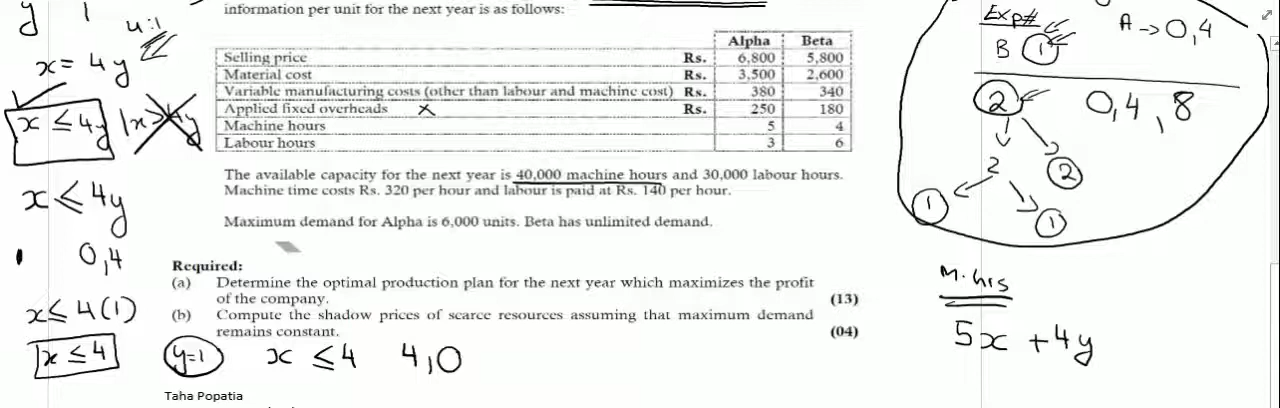 information per unit for the next year is as follows:
Alpha Beta
Selling price Rs. 6,800 5,800
Material cost Rs. 3,500 2,600
Variable manufacturing costs (other than labour and machine cost) Rs. 380 340
Applied fixed overheads x Rs. 250 180
Machine hours 5 4
Labour hours 3 6
The available capacity for the next year is 40,000 machine hours and 30,000 labour hours.
Machine time costs Rs. 320 per hour and labour is paid at Rs. 140 per hour.
Maximum demand for Alpha is 6,000 units. Beta has unlimited demand.
Required:
(a) Determine the optimal production plan for the next year which maximizes the profit
of the company. (13)
(b) Compute the shadow prices of scarce resources assuming that maximum demand
remains constant. (04)
y 1
4:1
x = 4y
x ≤ 4y
x ≤ 4y
0,4
x ≤ 4(1)
x ≤ 4
y=1 x ≤ 4 4,0
Exp# A → 0,4
B 1
2 0,4,8
2 2
1 1
M.hrs
5x + 4y
Taha Popatia